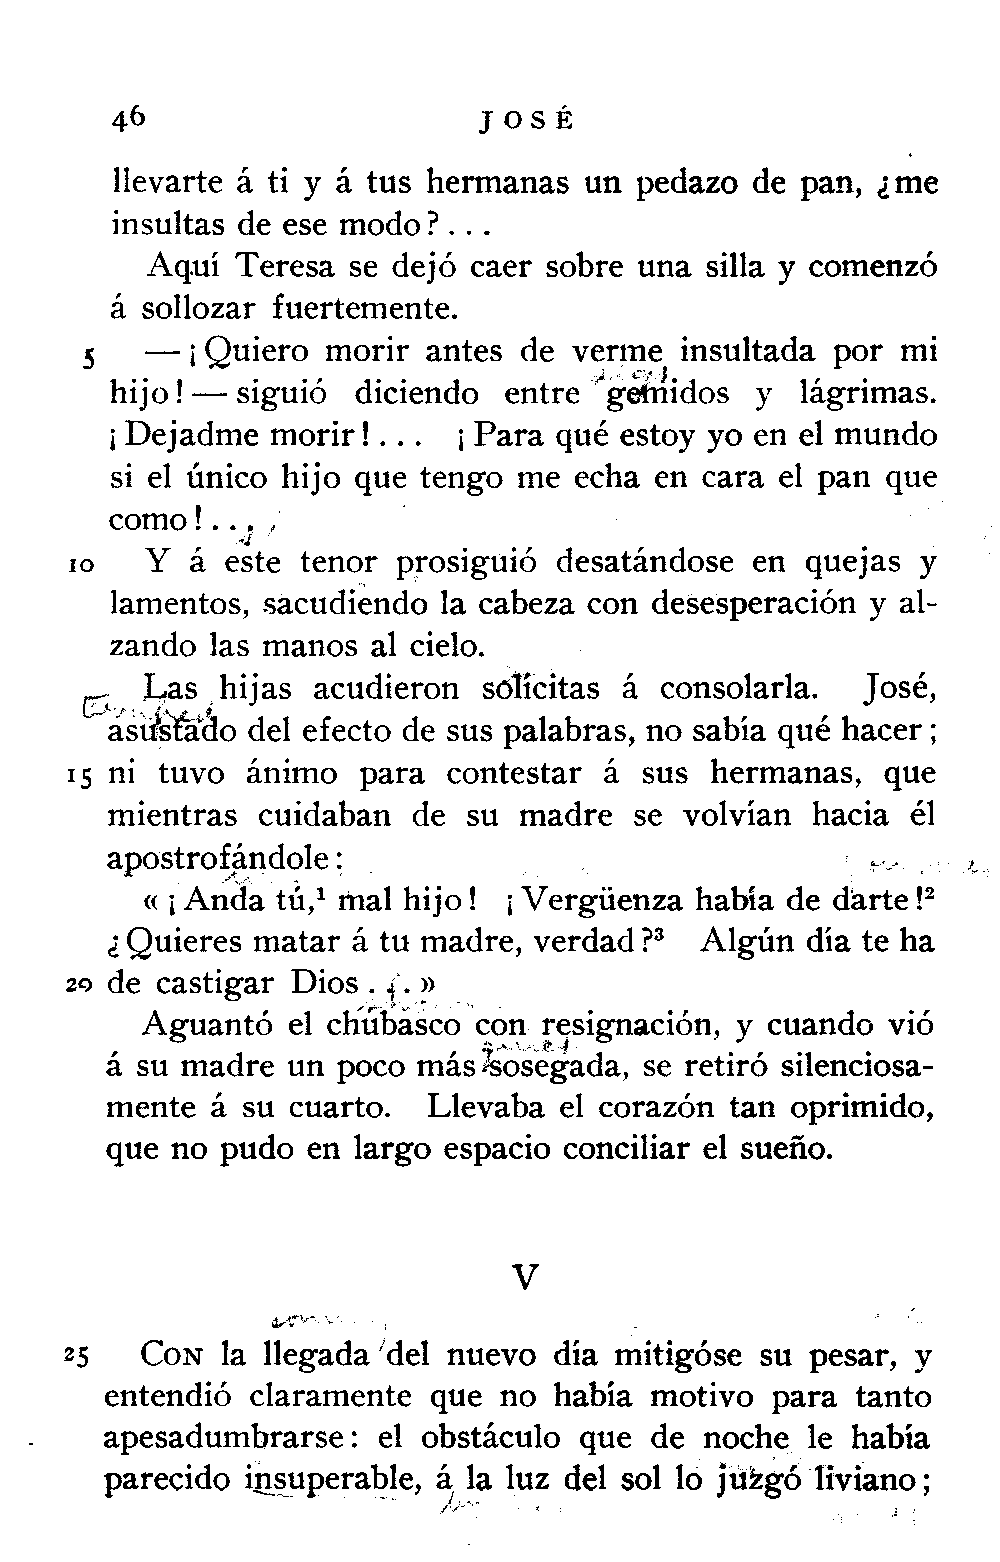 46 JOSÉ
llevarte á ti y á tus hermanas un pedazo de pan, ¿me
insultas de ese modo? . . .
Aquí Teresa se dejó caer sobre una silla y comenzó
á sollozar fuertemente.
5 — ¡Quiero morir antes de verme insultada por mi
hijo! — siguió diciendo entre gemidos y lágrimas.
¡Dejadme morir! . . . ¡Para qué estoy yo en el mundo
si el único hijo que tengo me echa en cara el pan que
como! . . .
10 Y á este tenor prosiguió desatándose en quejas y
lamentos, sacudiendo la cabeza con desesperación y al-
zando las manos al cielo.
Las hijas acudieron solícitas á consolarla. José,
asustado del efecto de sus palabras, no sabía qué hacer;
15 ni tuvo ánimo para contestar á sus hermanas, que
mientras cuidaban de su madre se volvían hacia él
apostrofándole:
« ¡Anda tú,¹ mal hijo! ¡Vergüenza había de darte!²
¿Quieres matar á tu madre, verdad?³ Algún día te ha
20 de castigar Dios . . . »
Aguantó el chubasco con resignación, y cuando vió
á su madre un poco más sosegada, se retiró silenciosa-
mente á su cuarto. Llevaba el corazón tan oprimido,
que no pudo en largo espacio conciliar el sueño.
V
25 CON la llegada del nuevo día mitigóse su pesar, y
entendió claramente que no había motivo para tanto
apesadumbrarse: el obstáculo que de noche le había
parecido insuperable, á la luz del sol lo juzgó liviano;